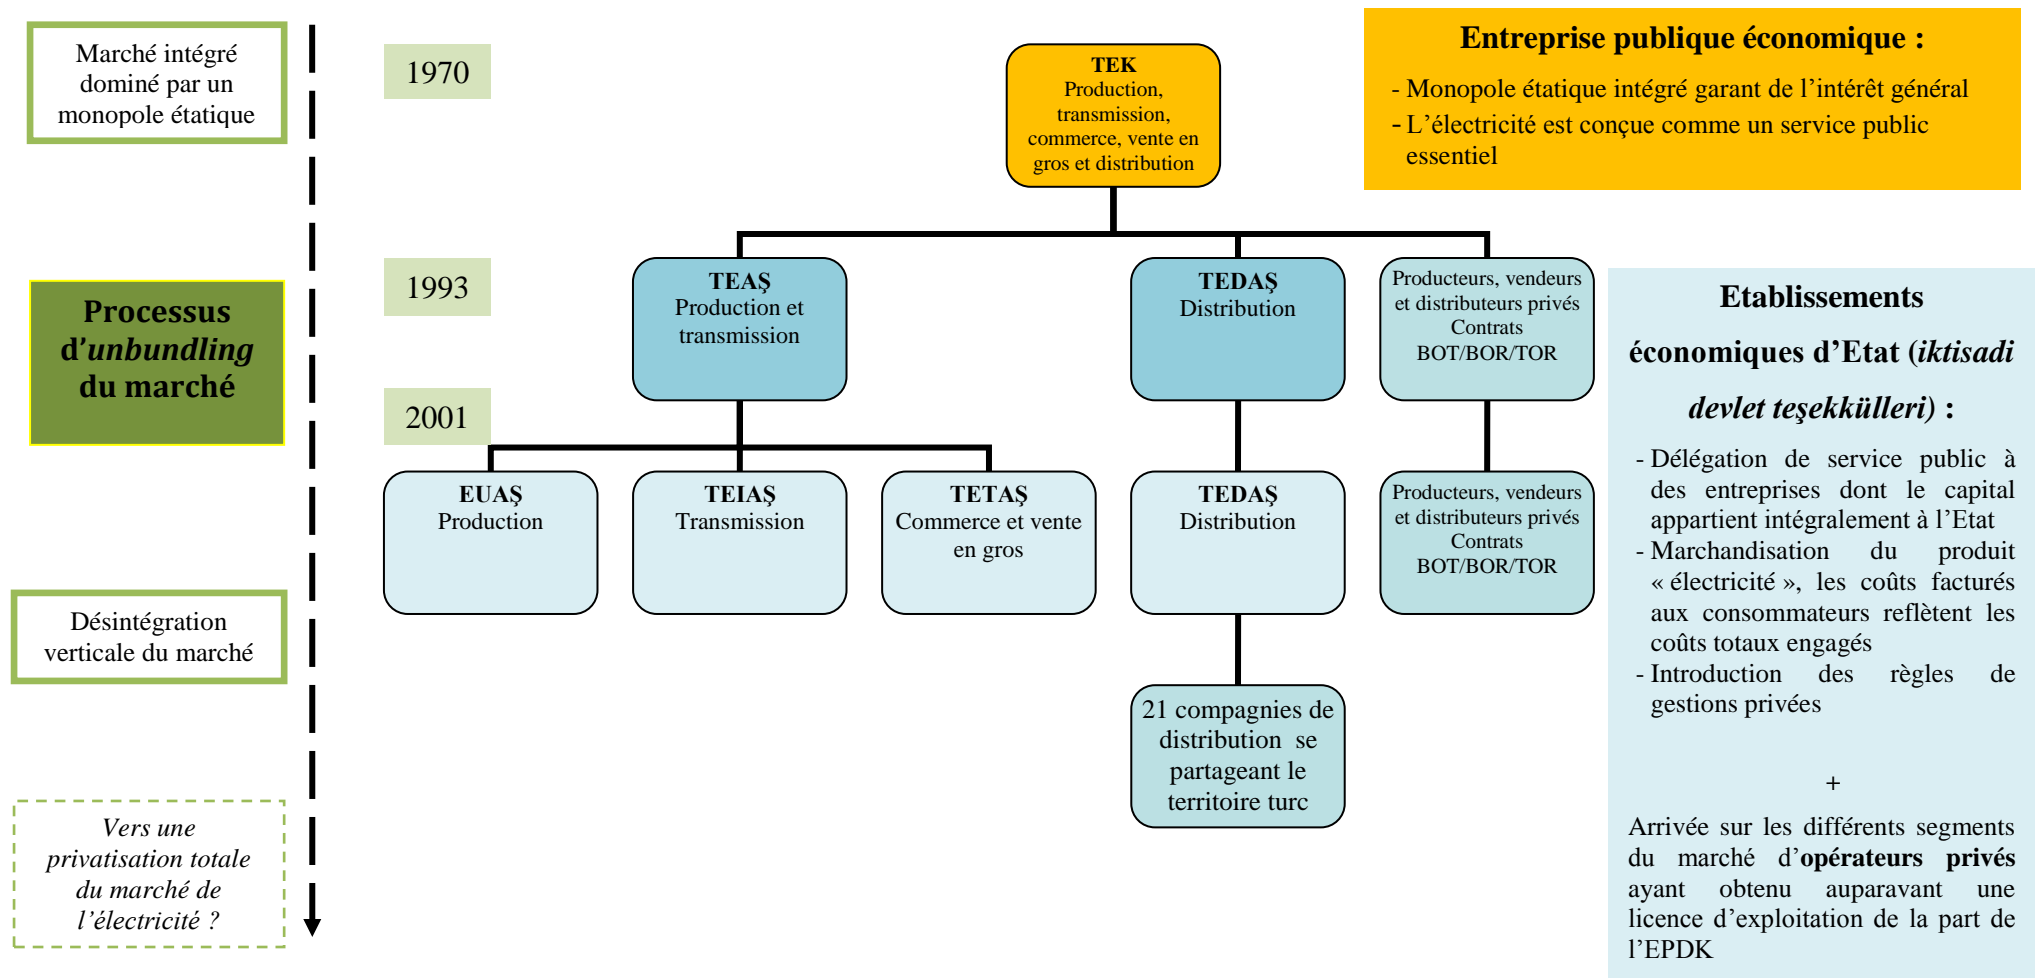 Marché intégré
dominé par un
monopole étatique
1970
TEK
Production,
transmission,
commerce, vente en
gros et distribution
Entreprise publique économique :
- Monopole étatique intégré garant de l’intérêt général
- L’électricité est conçue comme un service public
essentiel
Processus
d’unbundling
du marché
1993
TEAŞ
Production et
transmission
TEDAŞ
Distribution
Producteurs, vendeurs
et distributeurs privés
Contrats
BOT/BOR/TOR
2001
EUAŞ
Production
TEIAŞ
Transmission
TETAŞ
Commerce et vente
en gros
TEDAŞ
Distribution
Producteurs, vendeurs
et distributeurs privés
Contrats
BOT/BOR/TOR
Etablissements
économiques d’Etat (iktisadi
devlet teşekkülleri) :
- Délégation de service public à
des entreprises dont le capital
appartient intégralement à l’Etat
- Marchandisation du produit
« électricité », les coûts facturés
aux consommateurs reflètent les
coûts totaux engagés
- Introduction des règles de
gestions privées
+
Arrivée sur les différents segments
du marché d’opérateurs privés
ayant obtenu auparavant une
licence d’exploitation de la part de
l’EPDK
Désintégration
verticale du marché
21 compagnies de
distribution se
partageant le
territoire turc
Vers une
privatisation totale
du marché de
l’électricité ?